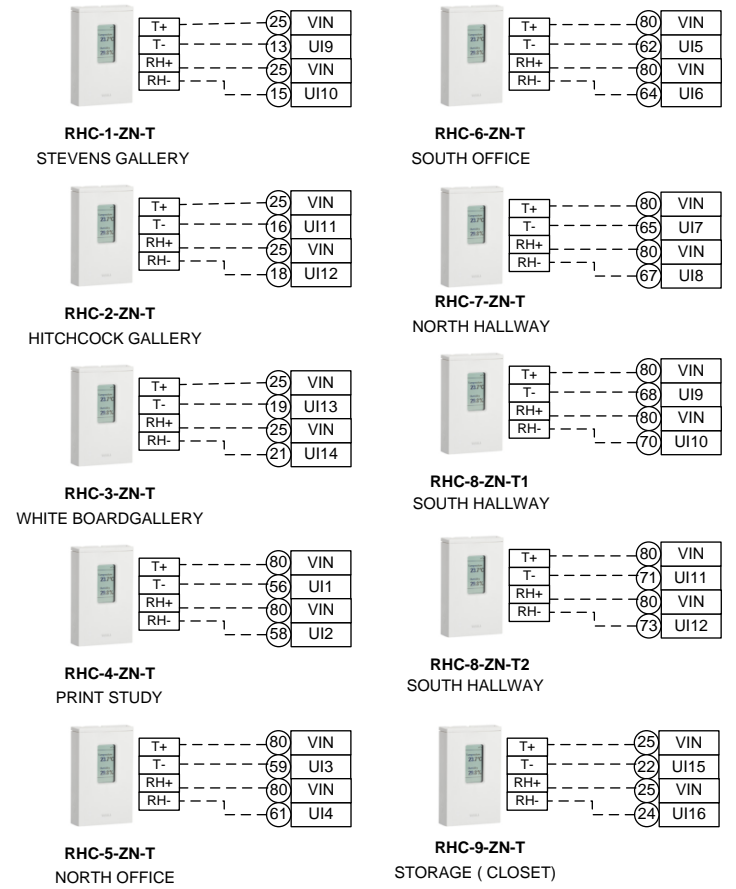 T+ 25 VIN
T- 13 UI9
RH+ 25 VIN
RH- 15 UI10
RHC-1-ZN-T
STEVENS GALLERY
T+ 25 VIN
T- 16 UI11
RH+ 25 VIN
RH- 18 UI12
RHC-2-ZN-T
HITCHCOCK GALLERY
T+ 25 VIN
T- 19 UI13
RH+ 25 VIN
RH- 21 UI14
RHC-3-ZN-T
WHITE BOARDGALLERY
T+ 80 VIN
T- 56 UI1
RH+ 80 VIN
RH- 58 UI2
RHC-4-ZN-T
PRINT STUDY
T+ 80 VIN
T- 59 UI3
RH+ 80 VIN
RH- 61 UI4
RHC-5-ZN-T
NORTH OFFICE
T+ 80 VIN
T- 62 UI5
RH+ 80 VIN
RH- 64 UI6
RHC-6-ZN-T
SOUTH OFFICE
T+ 80 VIN
T- 65 UI7
RH+ 80 VIN
RH- 67 UI8
RHC-7-ZN-T
NORTH HALLWAY
T+ 80 VIN
T- 68 UI9
RH+ 80 VIN
RH- 70 UI10
RHC-8-ZN-T1
SOUTH HALLWAY
T+ 80 VIN
T- 71 UI11
RH+ 80 VIN
RH- 73 UI12
RHC-8-ZN-T2
SOUTH HALLWAY
T+ 25 VIN
T- 22 UI15
RH+ 25 VIN
RH- 24 UI16
RHC-9-ZN-T
STORAGE ( CLOSET)